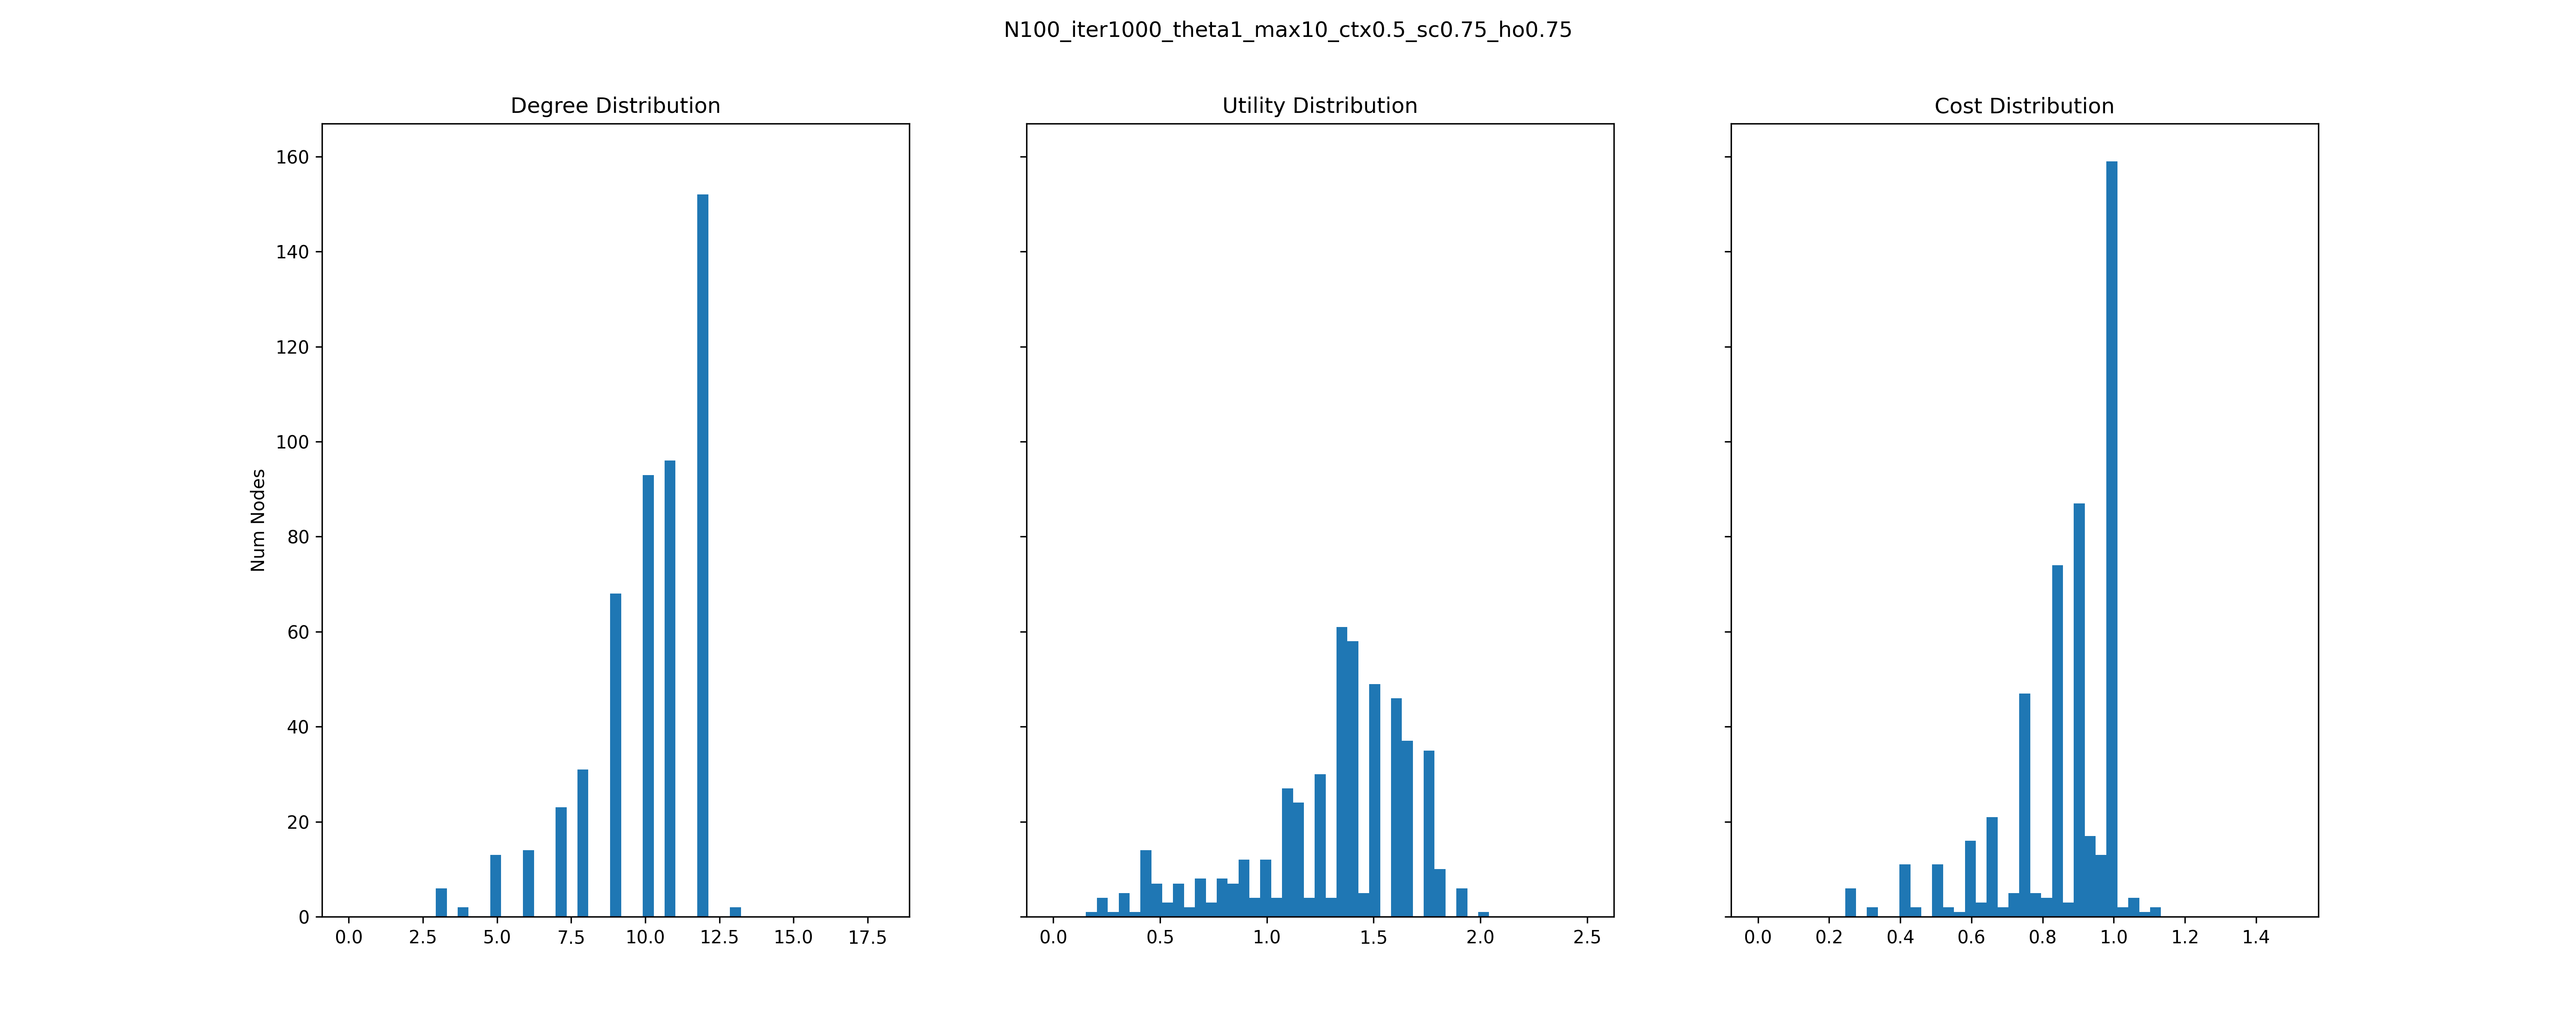 N100_iter1000_theta1_max10_ctx0.5_sc0.75_ho0.75
Degree Distribution
Utility Distribution
Cost Distribution
Num Nodes
160
140
120
100
80
60
40
20
0
0.0 2.5 5.0 7.5 10.0 12.5 15.0 17.5
0.0 0.5 1.0 1.5 2.0 2.5
0.0 0.2 0.4 0.6 0.8 1.0 1.2 1.4